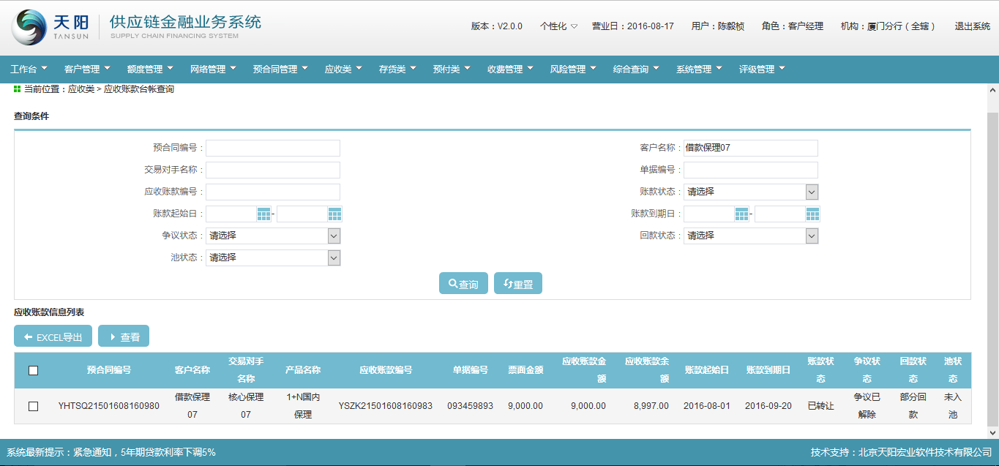 天阳 TANSUN 供应链金融业务系统 SUPPLY CHAIN FINANCING SYSTEM
版本：V2.0.0 个性化 营业日：2016-08-17 用户：陈毅桢 角色：客户经理 机构：厦门分行（全辖） 退出系统
工作台 客户管理 额度管理 网络管理 预合同管理 应收类 存货类 预付类 收费管理 风险管理 综合查询 系统管理 评级管理
当前位置：应收类 > 应收账款台帐查询
查询条件
预合同编号： 客户名称：借款保理07
交易对手名称： 单据编号：
应收账款编号： 账款状态：请选择
账款起始日： - 账款到期日： -
争议状态：请选择 回款状态：请选择
池状态：请选择
查询 重置
应收账款信息列表
EXCEL导出 查看
预合同编号 客户名称 交易对手名称 产品名称 应收账款编号 单据编号 票面金额 应收账款金额 应收账款余额 账款起始日 账款到期日 账款状态 争议状态 回款状态 池状态
YHTSQ21501608160980 借款保理07 核心保理07 1+N国内保理 YSZK21501608160983 093459893 9,000.00 9,000.00 8,997.00 2016-08-01 2016-09-20 已转让 争议已解除 部分回款 未入池
系统最新提示：紧急通知，5年期贷款利率下调5% 技术支持：北京天阳宏业软件技术有限公司